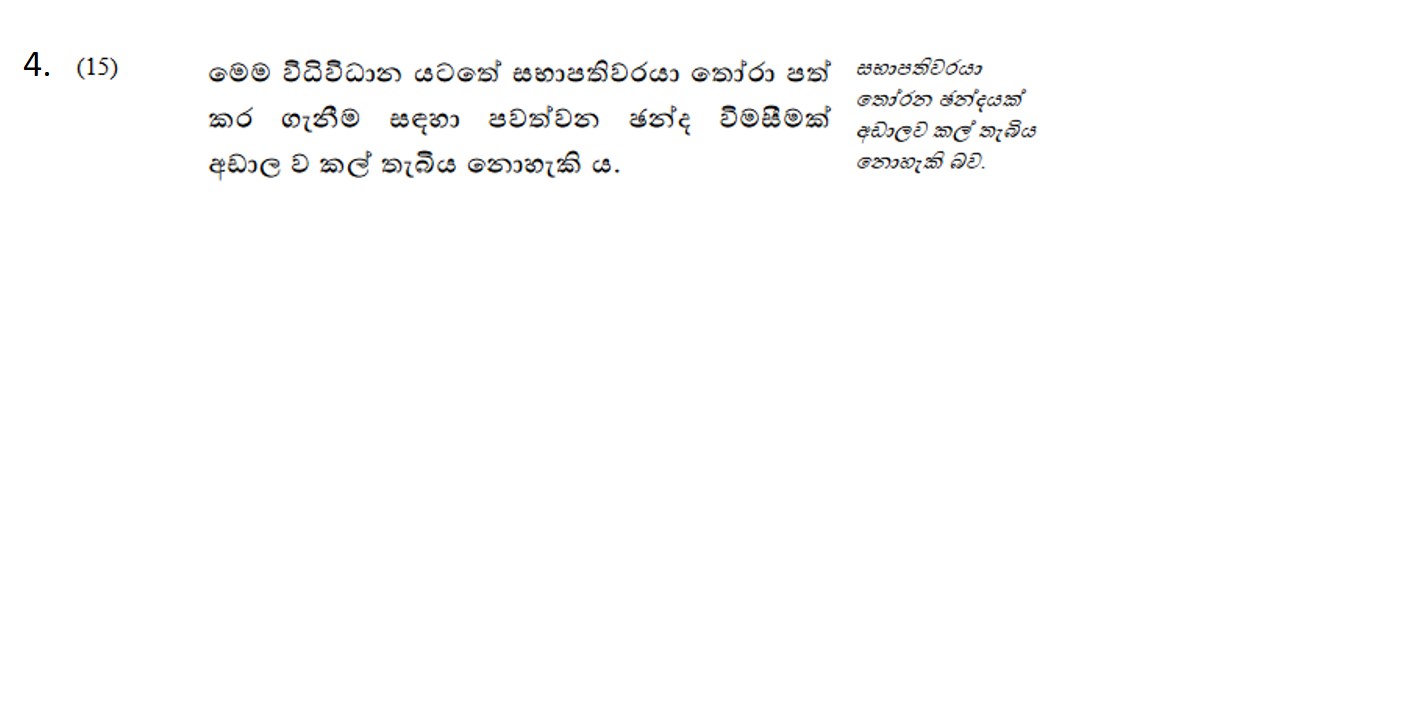 4. (15) මෙම විධිවිධාන යටතේ සභාපතිවරයා තෝරා පත්
කර ගැනීම සඳහා පවත්වන ඡන්ද විමසීමක්
අඩාල ව කල් තැබිය නොහැකි ය.
සභාපතිවරයා
තෝරන ඡන්දයක්
අඩාලව කල් තැබිය
නොහැකි බව.